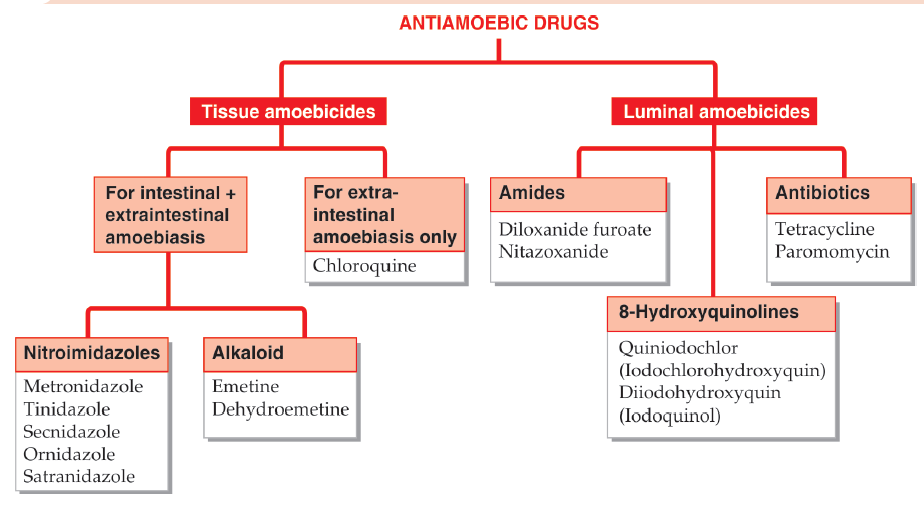 ANTIAMOEBIC DRUGS
Tissue amoebicides
Luminal amoebicides
For intestinal +
extraintestinal
amoebiasis
For extra-
intestinal
amoebiasis only
Chloroquine
Amides
Diloxanide furoate
Nitazoxanide
Antibiotics
Tetracycline
Paromomycin
8-Hydroxyquinolines
Quiniodochlor
(Iodochlorohydroxyquin)
Diiodohydroxyquin
(Iodoquinol)
Nitroimidazoles
Metronidazole
Tinidazole
Secnidazole
Ornidazole
Satranidazole
Alkaloid
Emetine
Dehydroemetine